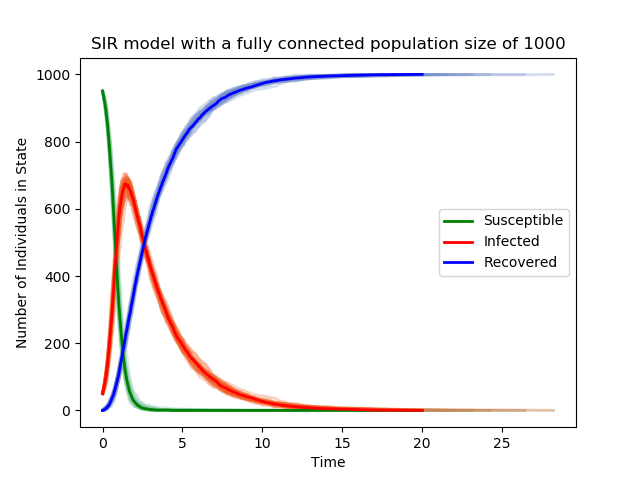 SIR model with a fully connected population size of 1000
Number of Individuals in State
1000
800
600
400
200
0
Susceptible
Infected
Recovered
0 5 10 15 20 25
Time